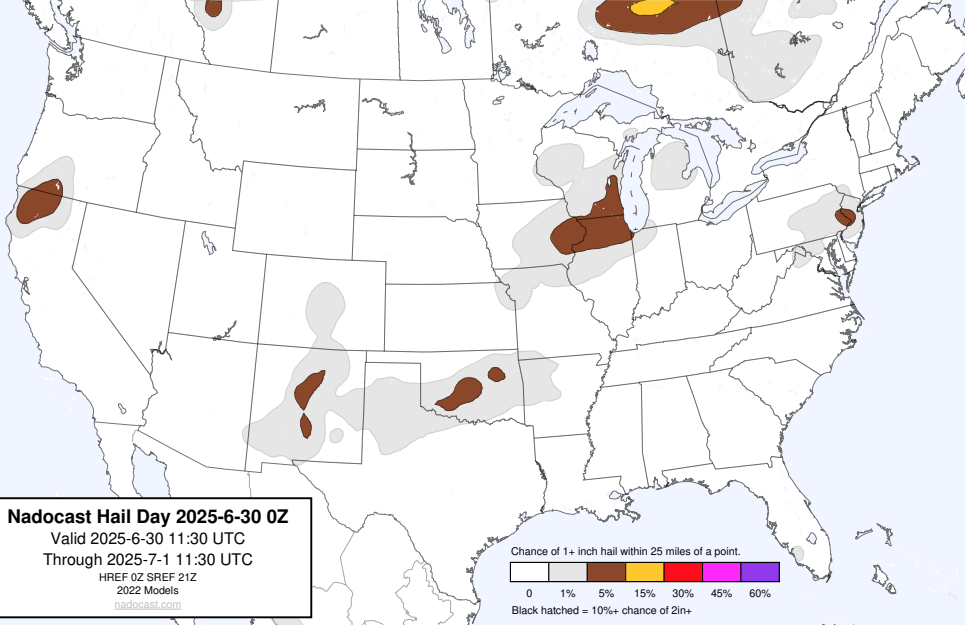 Nadocast Hail Day 2025-6-30 0Z
Valid 2025-6-30 11:30 UTC
Through 2025-7-1 11:30 UTC
HREF 0Z SREF 21Z
2022 Models
nadocast.com
Chance of 1+ inch hail within 25 miles of a point.
0 1% 5% 15% 30% 45% 60%
Black hatched = 10%+ chance of 2in+